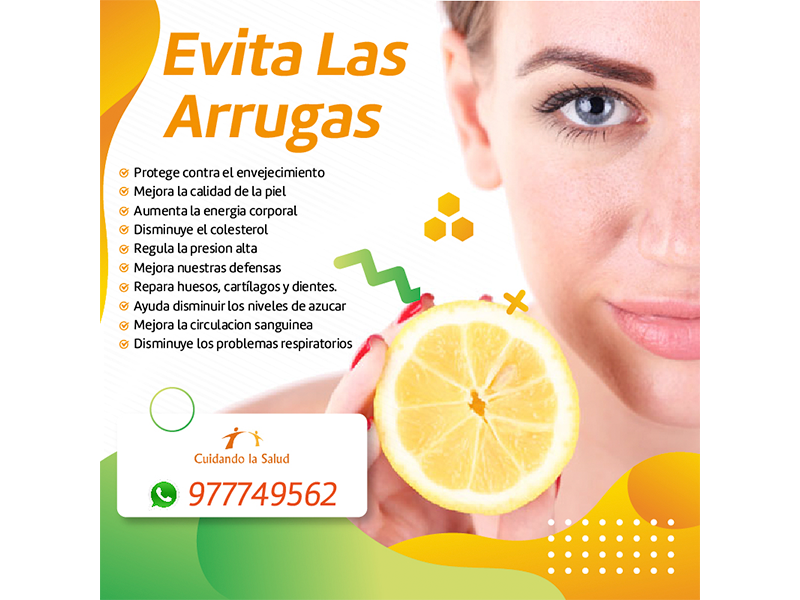 Evita Las
Arrugas
Protege contra el envejecimiento
Mejora la calidad de la piel
Aumenta la energia corporal
Disminuye el colesterol
Regula la presion alta
Mejora nuestras defensas
Repara huesos, cartílagos y dientes.
Ayuda disminuir los niveles de azucar
Mejora la circulacion sanguinea
Disminuye los problemas respiratorios
Cuidando la Salud
977749562